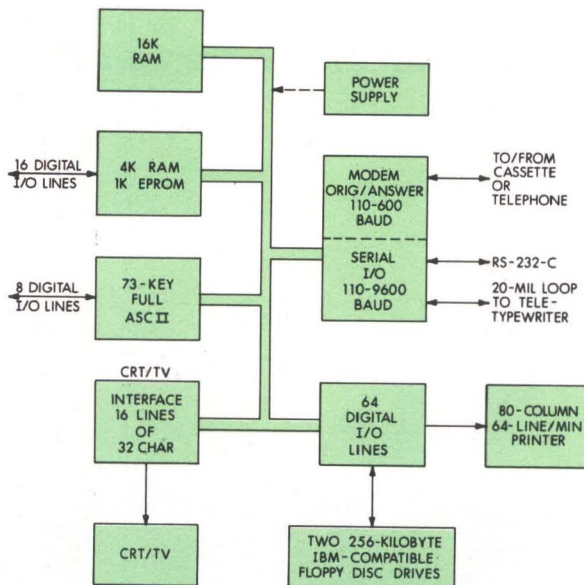 16K
RAM
POWER
SUPPLY
16 DIGITAL
I/O LINES
4K RAM
1K EPROM
MODEM
ORIG/ANSWER
110-600
BAUD
TO/FROM
CASSETTE
OR
TELEPHONE
SERIAL
I/O
110-9600
BAUD
RS-232-C
20-MIL LOOP
TO TELE-
TYPEWRITER
8 DIGITAL
I/O LINES
73-KEY
FULL
ASC II
CRT/TV
INTERFACE
16 LINES
OF
32 CHAR
64
DIGITAL
I/O
LINES
80-COLUMN
64-LINE/MIN
PRINTER
CRT/TV
TWO 256-KILOBYTE
IBM-COMPATIBLE
FLOPPY DISC DRIVES